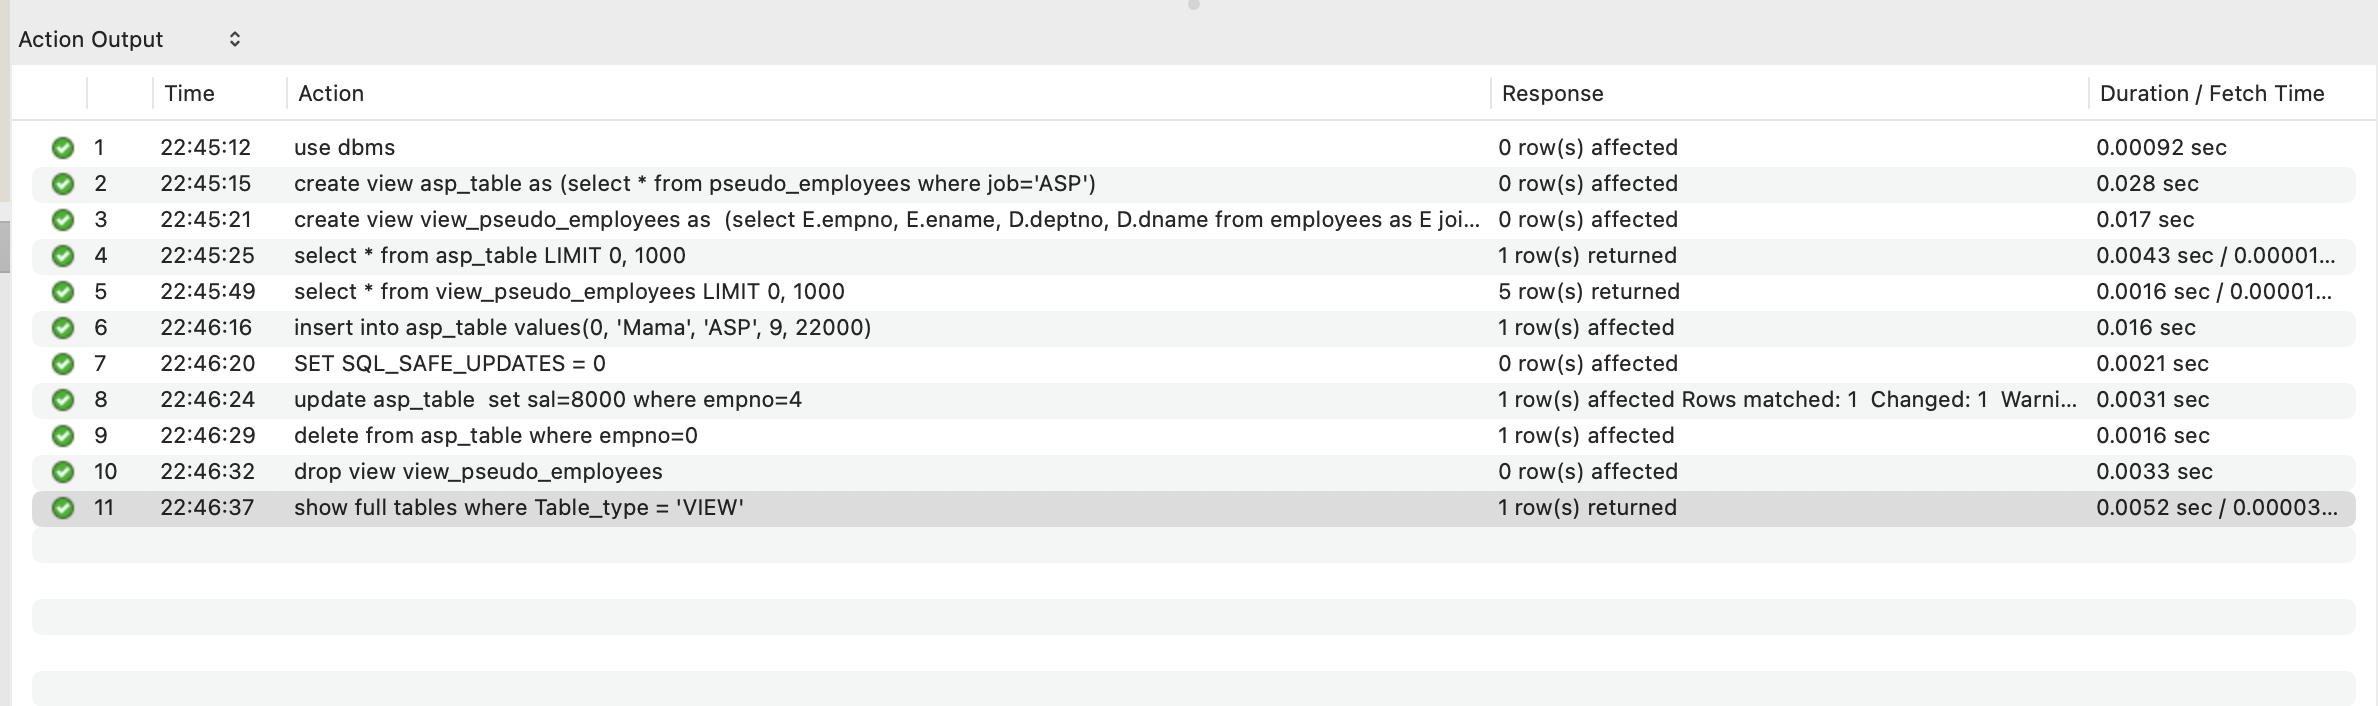 Action Output
Time Action Response Duration / Fetch Time
1 22:45:12 use dbms 0 row(s) affected 0.00092 sec
2 22:45:15 create view asp_table as (select * from pseudo_employees where job='ASP') 0 row(s) affected 0.028 sec
3 22:45:21 create view view_pseudo_employees as  (select E.empno, E.ename, D.deptno, D.dname from employees as E joi... 0 row(s) affected 0.017 sec
4 22:45:25 select * from asp_table LIMIT 0, 1000 1 row(s) returned 0.0043 sec / 0.00001...
5 22:45:49 select * from view_pseudo_employees LIMIT 0, 1000 5 row(s) returned 0.0016 sec / 0.00001...
6 22:46:16 insert into asp_table values(0, 'Mama', 'ASP', 9, 22000) 1 row(s) affected 0.016 sec
7 22:46:20 SET SQL_SAFE_UPDATES = 0 0 row(s) affected 0.0021 sec
8 22:46:24 update asp_table  set sal=8000 where empno=4 1 row(s) affected Rows matched: 1  Changed: 1  Warni... 0.0031 sec
9 22:46:29 delete from asp_table where empno=0 1 row(s) affected 0.0016 sec
10 22:46:32 drop view view_pseudo_employees 0 row(s) affected 0.0033 sec
11 22:46:37 show full tables where Table_type = 'VIEW' 1 row(s) returned 0.0052 sec / 0.00003...